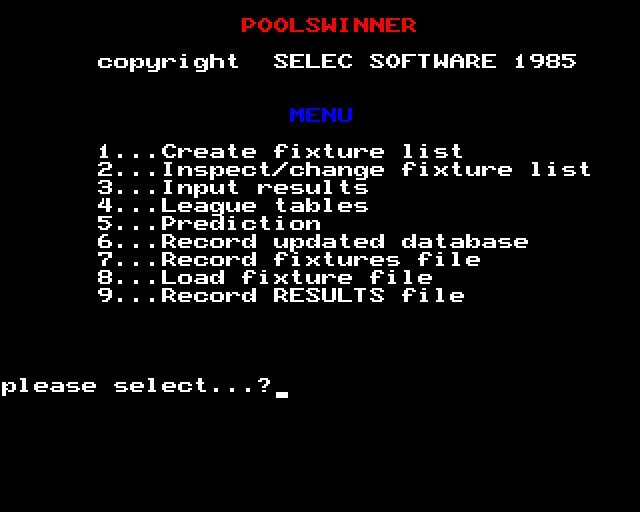 POOLSWINNER
copyright  SELEC SOFTWARE 1985
MENU
1...Create fixture list
2...Inspect/change fixture list
3...Input results
4...League tables
5...Prediction
6...Record updated database
7...Record fixtures file
8...Load fixture file
9...Record RESULTS file
please select...?